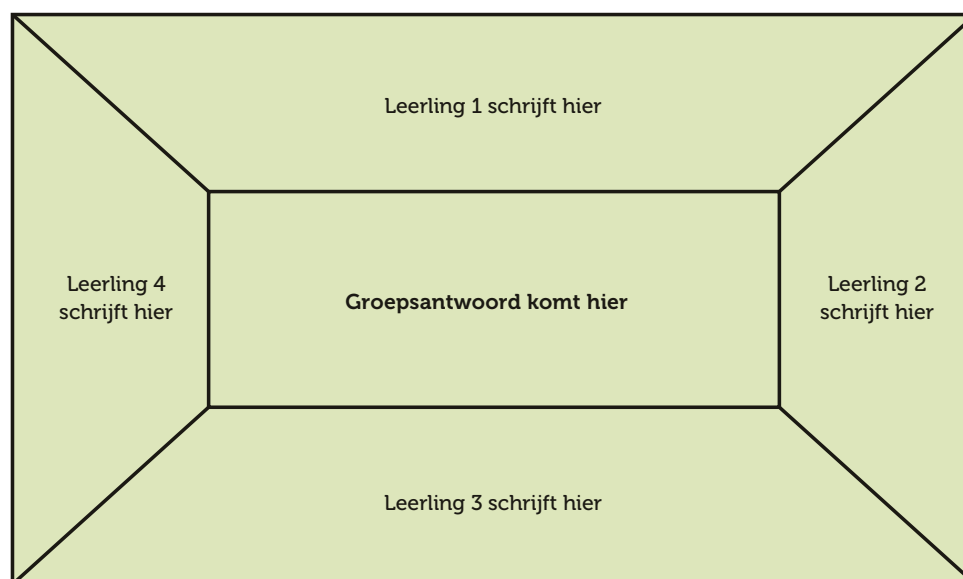 Leerling 1 schrijft hier
Leerling 4
schrijft hier
Groepsantwoord komt hier
Leerling 2
schrijft hier
Leerling 3 schrijft hier